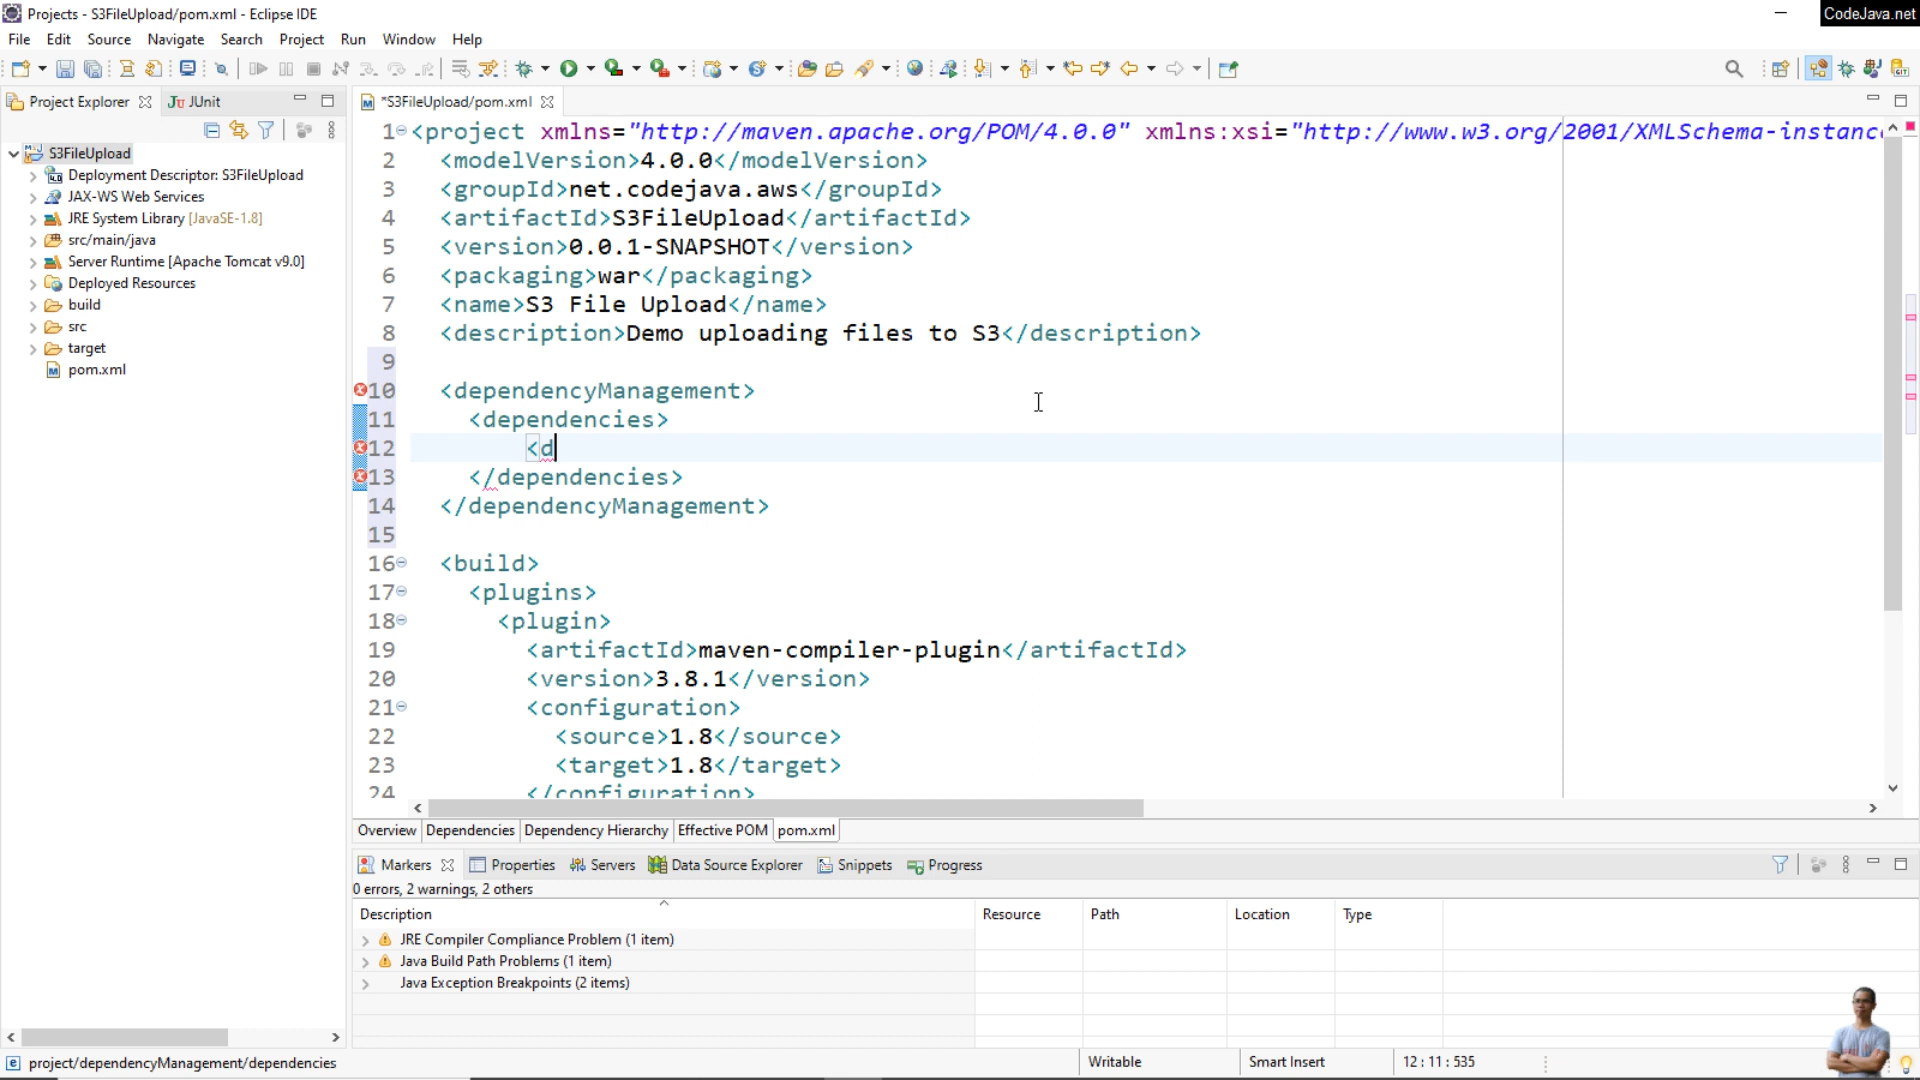 Projects - S3FileUpload/pom.xml - Eclipse IDE
CodeJava.net
File Edit Source Navigate Search Project Run Window Help
Project Explorer
JUnit
*S3FileUpload/pom.xml
S3FileUpload
Deployment Descriptor: S3FileUpload
JAX-WS Web Services
JRE System Library [JavaSE-1.8]
src/main/java
Server Runtime [Apache Tomcat v9.0]
Deployed Resources
build
src
target
pom.xml
1 <project xmlns="http://maven.apache.org/POM/4.0.0" xmlns:xsi="http://www.w3.org/2001/XMLSchema-instance
2 <modelVersion>4.0.0</modelVersion>
3 <groupId>net.codejava.aws</groupId>
4 <artifactId>S3FileUpload</artifactId>
5 <version>0.0.1-SNAPSHOT</version>
6 <packaging>war</packaging>
7 <name>S3 File Upload</name>
8 <description>Demo uploading files to S3</description>
9
10 <dependencyManagement>
11 <dependencies>
12 <d
13 </dependencies>
14 </dependencyManagement>
15
16 <build>
17 <plugins>
18 <plugin>
19 <artifactId>maven-compiler-plugin</artifactId>
20 <version>3.8.1</version>
21 <configuration>
22 <source>1.8</source>
23 <target>1.8</target>
24 </configuration>
Overview Dependencies Dependency Hierarchy Effective POM pom.xml
Markers Properties Servers Data Source Explorer Snippets Progress
0 errors, 2 warnings, 2 others
Description Resource Path Location Type
JRE Compiler Compliance Problem (1 item)
Java Build Path Problems (1 item)
Java Exception Breakpoints (2 items)
project/dependencyManagement/dependencies
Writable
Smart Insert
12 : 11 : 535